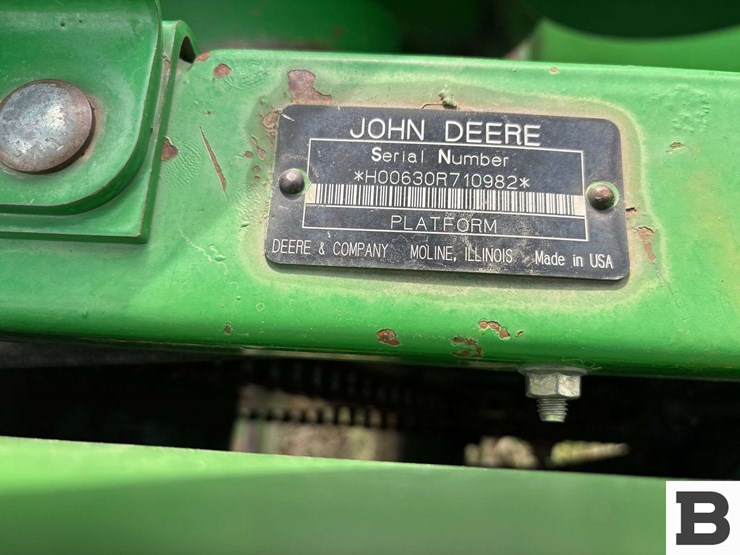 JOHN DEERE
Serial Number
*H00630R710982*
PLATFORM
DEERE & COMPANY MOLINE, ILLINOIS Made in USA
B